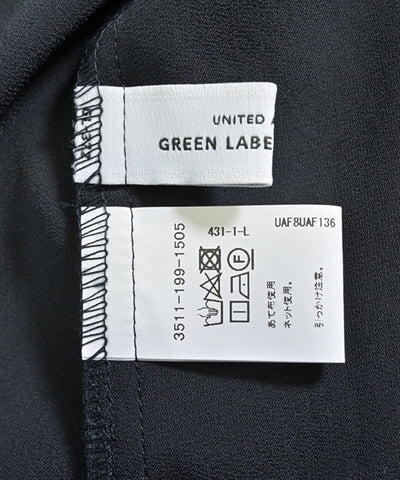 UNITED A
GREEN LABE
3511-199-1505
431-1-L
UAF8UAF136
あて布使用
ネット使用。
引っかけ注意。